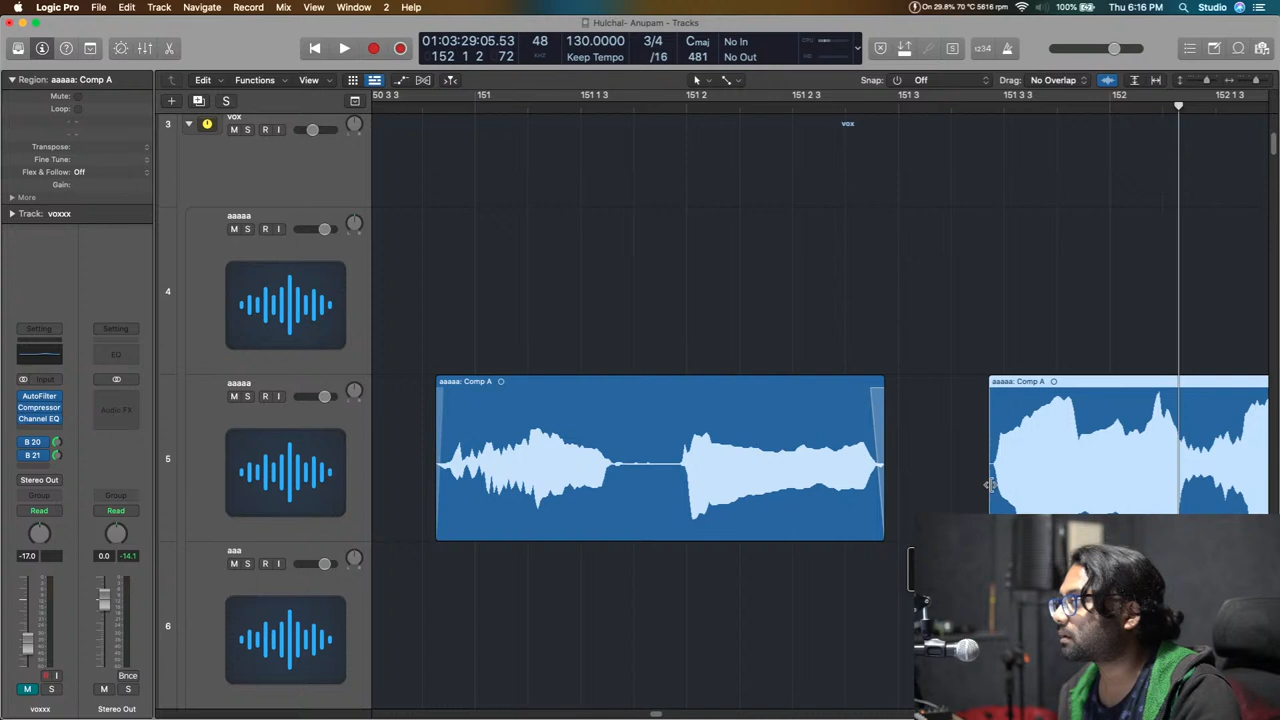 Logic Pro File Edit Track Navigate Record Mix View Window 2 Help
On 29.8% 70 °C 5616 rpm 100% Thu 6:16 PM Studio
Hulchal- Anupam - Tracks
01:03:29:05.53 48 130.0000 3/4 Cmaj No In
152 1 2 72 KHZ Keep Tempo /16 481 No Out
CPU
1234
Region: aaaaa: Comp A
Edit Functions View Snap: Off Drag: No Overlap
Mute:
Loop:
Transpose:
Fine Tune:
Flex & Follow: Off
Gain:
More
Track: voxxx
S
50 3 3 151 151 1 3 151 2 151 2 3 151 3 151 3 3 152 152 1 3
3 vox
M S R I
vox
4 aaaaa
M S R I
5 aaaaa
M S R I
aaaaa: Comp A
aaaaa: Comp A
6 aaa
M S R I
Setting Setting
EQ
Input
AutoFilter
Compressor
Channel EQ
Audio FX
B 20
B 21
Stereo Out
Group Group
Read Read
-17.0 0.0 -14.1
R I Bnce
M S M S
voxxx Stereo Out